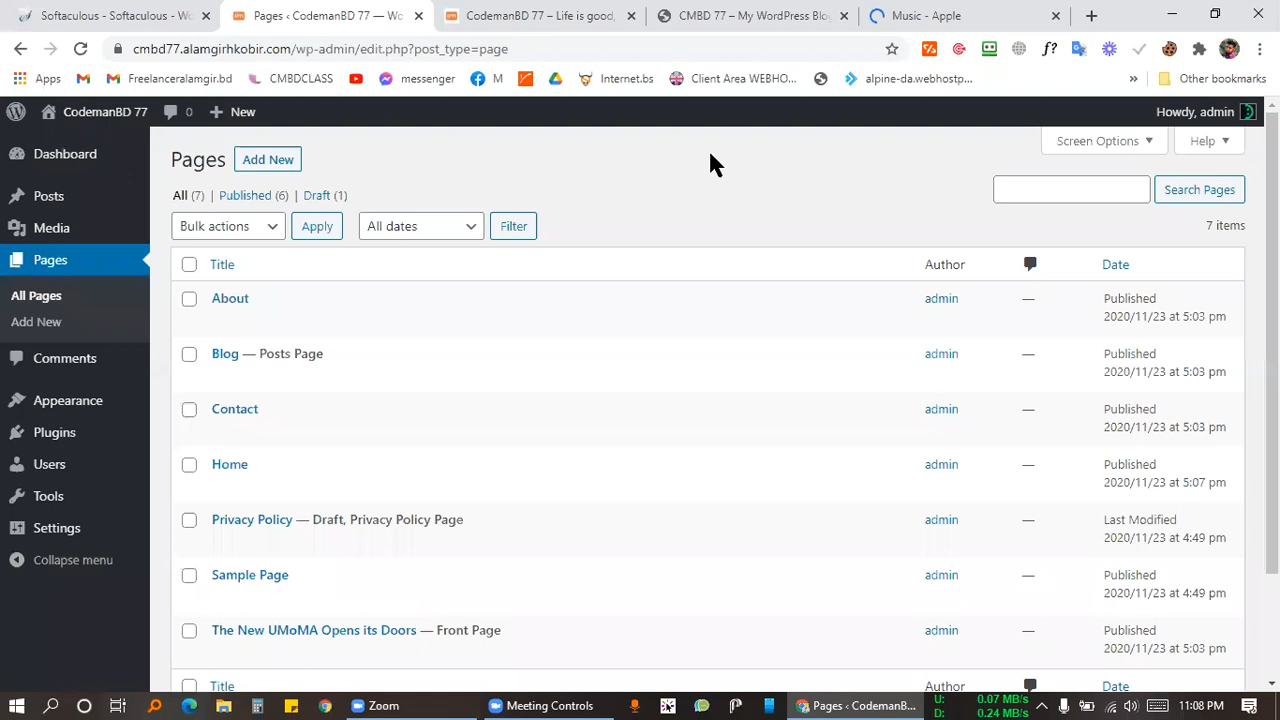 Softaculous - Softaculous - Wo
Pages ‹ CodemanBD 77 — Wo
CodemanBD 77 – Life is good,
CMBD 77 – My WordPress Blog
Music - Apple
cmbd77.alamgirhkobir.com/wp-admin/edit.php?post_type=page
Apps
Freelanceralamgir.bd
CMBDCLASS
messenger
M
Internet.bs
Client Area WEBHO...
alpine-da.webhostp...
»
Other bookmarks
CodemanBD 77
0
+ New
Howdy, admin
Dashboard
Posts
Media
Pages
All Pages
Add New
Comments
Appearance
Plugins
Users
Tools
Settings
Collapse menu
Pages
Add New
Screen Options
Help
All (7) | Published (6) | Draft (1)
Search Pages
Bulk actions
Apply
All dates
Filter
7 items
Title
Author
Date
About
admin
—
Published
2020/11/23 at 5:03 pm
Blog — Posts Page
admin
—
Published
2020/11/23 at 5:03 pm
Contact
admin
—
Published
2020/11/23 at 5:03 pm
Home
admin
—
Published
2020/11/23 at 5:07 pm
Privacy Policy — Draft, Privacy Policy Page
admin
—
Last Modified
2020/11/23 at 4:49 pm
Sample Page
admin
—
Published
2020/11/23 at 4:49 pm
The New UMoMA Opens its Doors — Front Page
admin
—
Published
2020/11/23 at 5:03 pm
Title
Author
Date
Zoom
Meeting Controls
Pages ‹ CodemanB...
U: 0.07 MB/s
D: 0.24 MB/s
11:08 PM